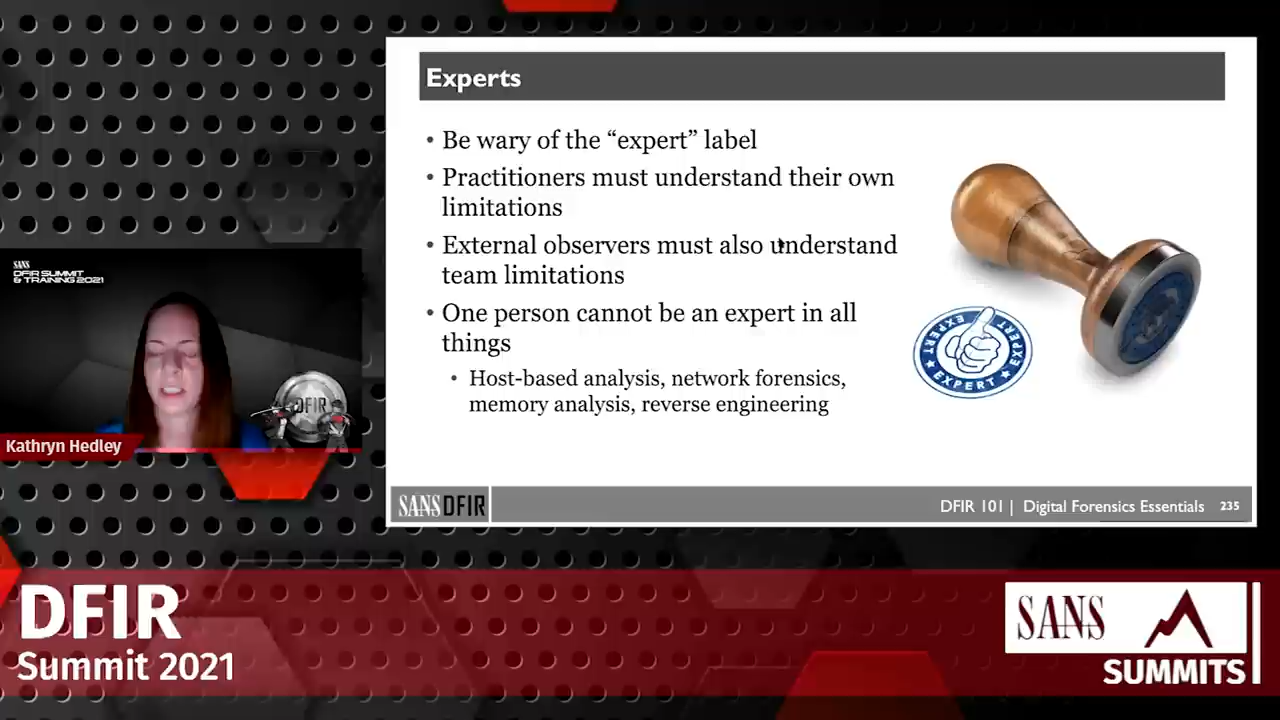 Experts
• Be wary of the “expert” label
• Practitioners must understand their own
limitations
• External observers must also understand
team limitations
• One person cannot be an expert in all
things
• Host-based analysis, network forensics,
memory analysis, reverse engineering
EXPERT EXPERT EXPERT
SANS DFIR
DFIR 101 | Digital Forensics Essentials 235
SANS
DFIR SUMMIT
& TRAINING 2021
DFIR
Kathryn Hedley
DFIR
Summit 2021
SANS
SUMMITS